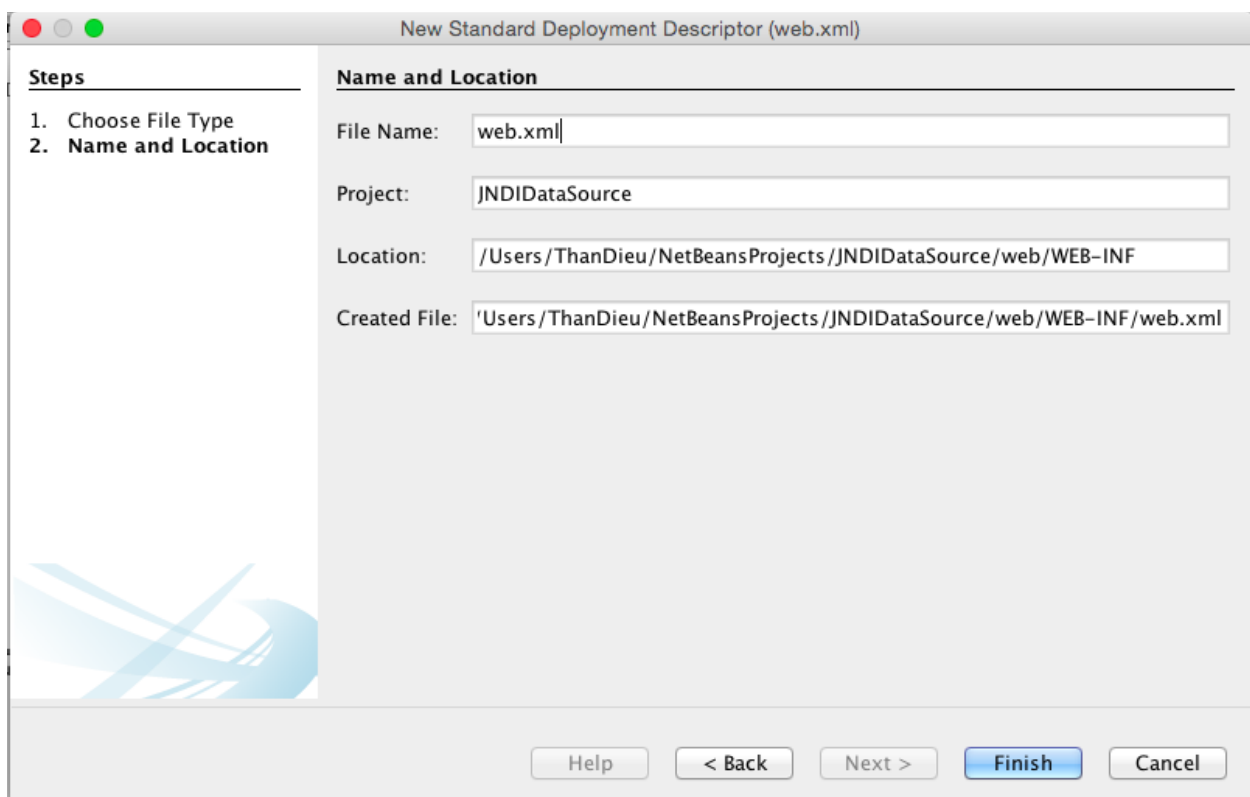 New Standard Deployment Descriptor (web.xml)
Steps
1. Choose File Type
2. Name and Location
Name and Location
File Name: web.xml
Project: JNDIDataSource
Location: /Users/ThanDieu/NetBeansProjects/JNDIDataSource/web/WEB-INF
Created File: 'Users/ThanDieu/NetBeansProjects/JNDIDataSource/web/WEB-INF/web.xml
Help < Back Next > Finish Cancel